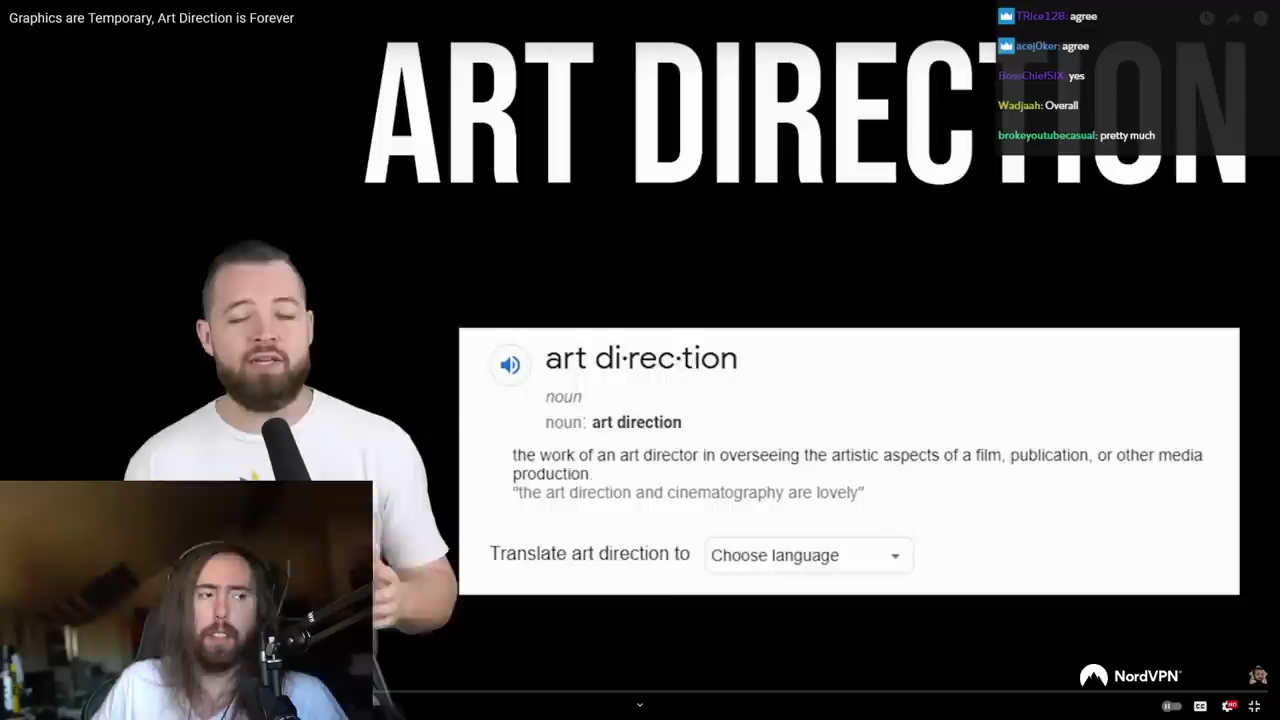 Graphics are Temporary, Art Direction is Forever
TRice128: agree
acej0ker: agree
BossChiefSIX: yes
Wadjaah: Overall
brokeyoutubecasual: pretty much
ART DIRECTION
art di·rec·tion
noun
noun: art direction
the work of an art director in overseeing the artistic aspects of a film, publication, or other media
production.
"the art direction and cinematography are lovely"
Translate art direction to
Choose language
NordVPN
CC
HD